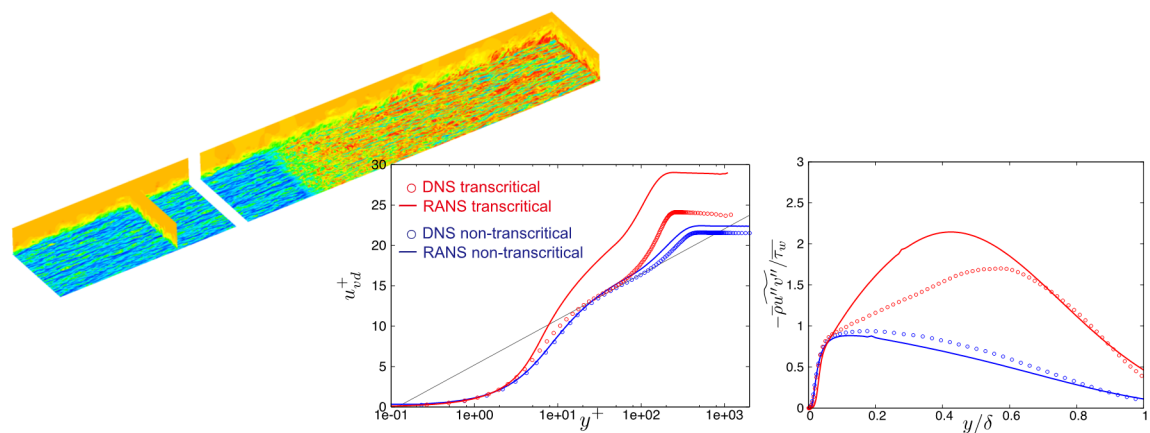 30
25
20
15
10
5
0
u⁺_vd
DNS transcritical
RANS transcritical
DNS non-transcritical
RANS non-transcritical
1e-01 1e+00 1e+01 1e+02 1e+03
y⁺
3
2.5
2
1.5
1
0.5
0
−ρ̅u″v″/τ̅_w
0 0.2 0.4 0.6 0.8 1
y/δ